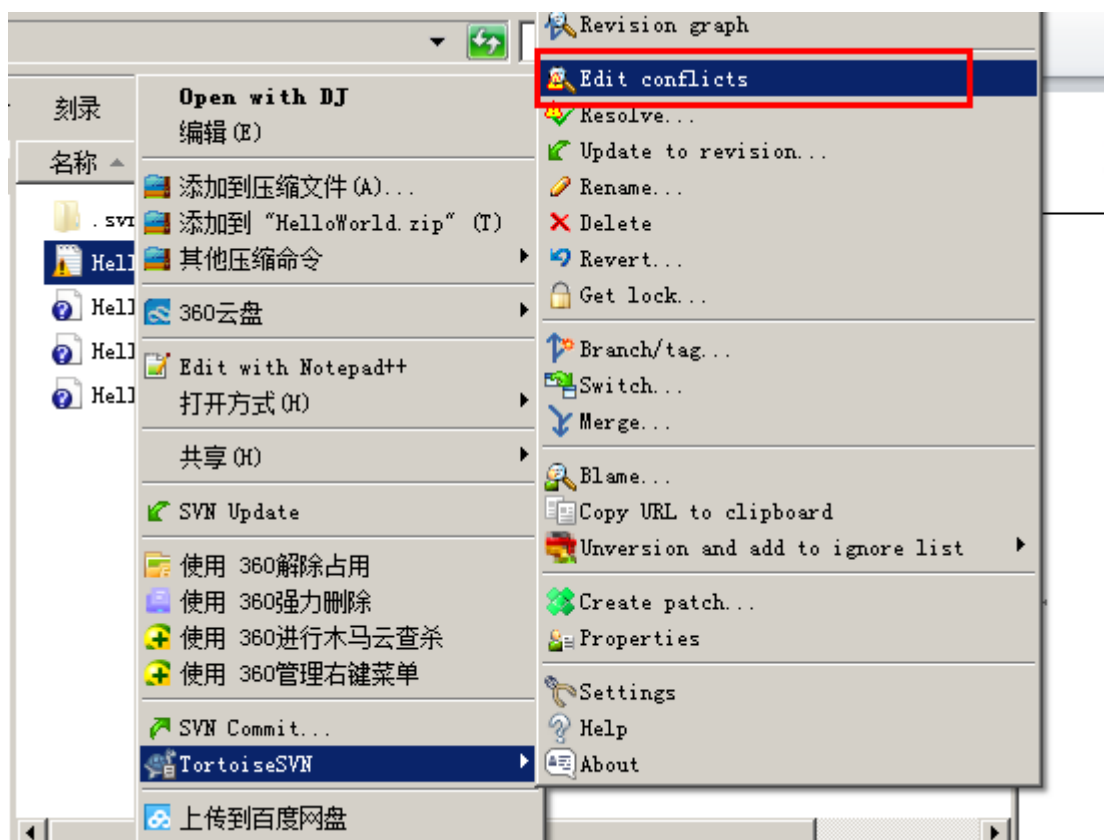 刻录
名称
.svn
Hell
Hell
Hell
Hell
Open with DJ
编辑(E)
添加到压缩文件(A)...
添加到 "HelloWorld.zip" (T)
其他压缩命令
360云盘
Edit with Notepad++
打开方式(H)
共享(H)
SVN Update
使用 360解除占用
使用 360强力删除
使用 360进行木马云查杀
使用 360管理右键菜单
SVN Commit...
TortoiseSVN
上传到百度网盘
Revision graph
Edit conflicts
Resolve...
Update to revision...
Rename...
Delete
Revert...
Get lock...
Branch/tag...
Switch...
Merge...
Blame...
Copy URL to clipboard
Unversion and add to ignore list
Create patch...
Properties
Settings
Help
About